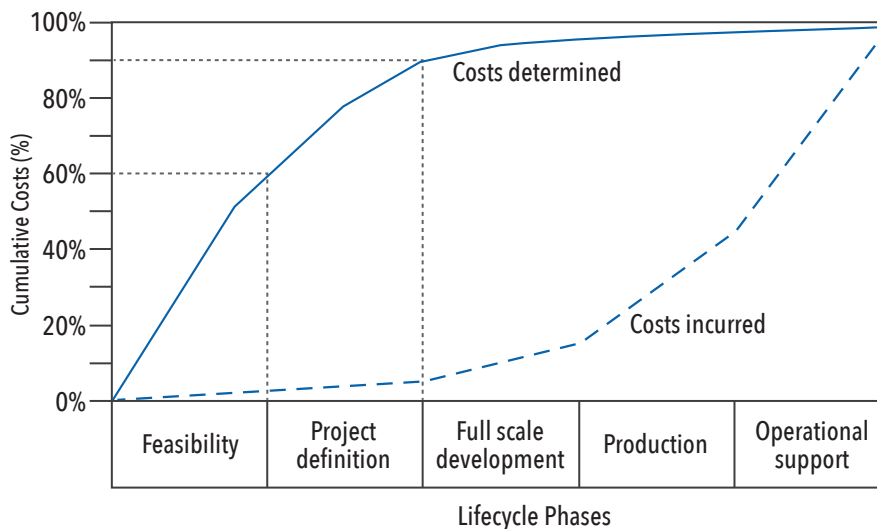 100%
80%
60%
40%
20%
0%
Cumulative Costs (%)
Costs determined
Costs incurred
Feasibility
Project
definition
Full scale
development
Production
Operational
support
Lifecycle Phases